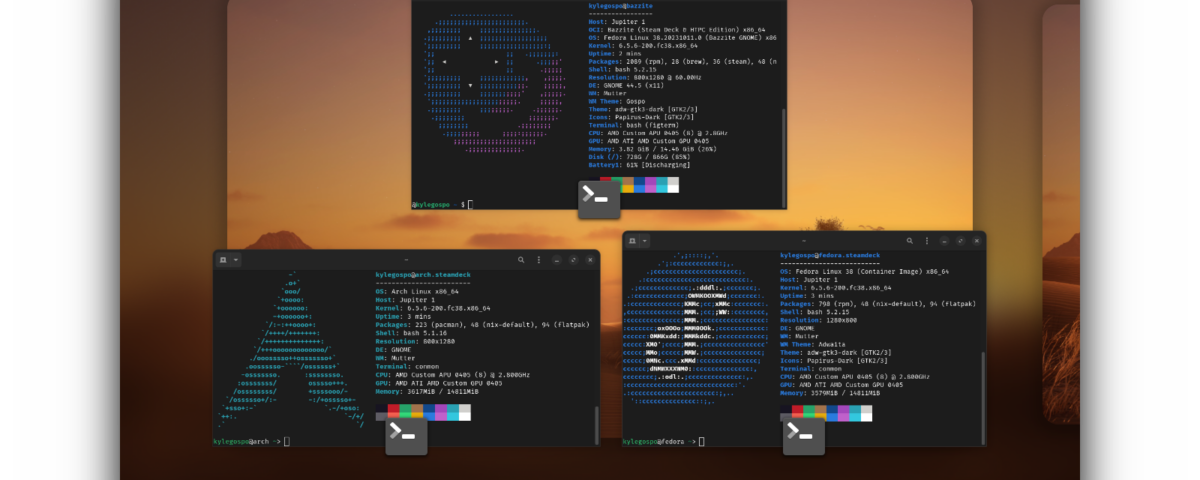 kylegospo@bazzite
-----------------
Host: Jupiter 1
OCI: Bazzite (Steam Deck & HTPC Edition) x86_64
OS: Fedora Linux 38.20231011.0 (Bazzite GNOME) x86
Kernel: 6.5.6-200.fc38.x86_64
Uptime: 2 mins
Packages: 2089 (rpm), 28 (brew), 36 (steam), 48 (n
Shell: bash 5.2.15
Resolution: 800x1280 @ 60.00Hz
DE: GNOME 44.5 (x11)
WM: Mutter
WM Theme: Gospo
Theme: adw-gtk3-dark [GTK2/3]
Icons: Papirus-Dark [GTK2/3]
Terminal: bash (figterm)
CPU: AMD Custom APU 0405 (8) @ 2.8GHz
GPU: AMD ATI AMD Custom GPU 0405
Memory: 3.82 GiB / 14.46 GiB (26%)
Disk (/): 728G / 866G (85%)
Battery1: 61% [Discharging]
@kylegospo ~ $
kylegospo@arch.steamdeck
------------------------
OS: Arch Linux x86_64
Host: Jupiter 1
Kernel: 6.5.6-200.fc38.x86_64
Uptime: 3 mins
Packages: 223 (pacman), 48 (nix-default), 94 (flatpak)
Shell: bash 5.1.16
Resolution: 800x1280
DE: GNOME
WM: Mutter
Terminal: conmon
CPU: AMD Custom APU 0405 (8) @ 2.800GHz
GPU: AMD ATI AMD Custom GPU 0405
Memory: 3617MiB / 14811MiB
kylegospo@arch ~>
kylegospo@fedora.steamdeck
--------------------------
OS: Fedora Linux 38 (Container Image) x86_64
Host: Jupiter 1
Kernel: 6.5.6-200.fc38.x86_64
Uptime: 3 mins
Packages: 798 (rpm), 48 (nix-default), 94 (flatpak)
Shell: bash 5.2.15
Resolution: 1280x800
DE: GNOME
WM: Mutter
WM Theme: Adwaita
Theme: adw-gtk3-dark [GTK2/3]
Icons: Papirus-Dark [GTK2/3]
Terminal: conmon
CPU: AMD Custom APU 0405 (8) @ 2.800GHz
GPU: AMD ATI AMD Custom GPU 0405
Memory: 3579MiB / 14811MiB
kylegospo@fedora ~>